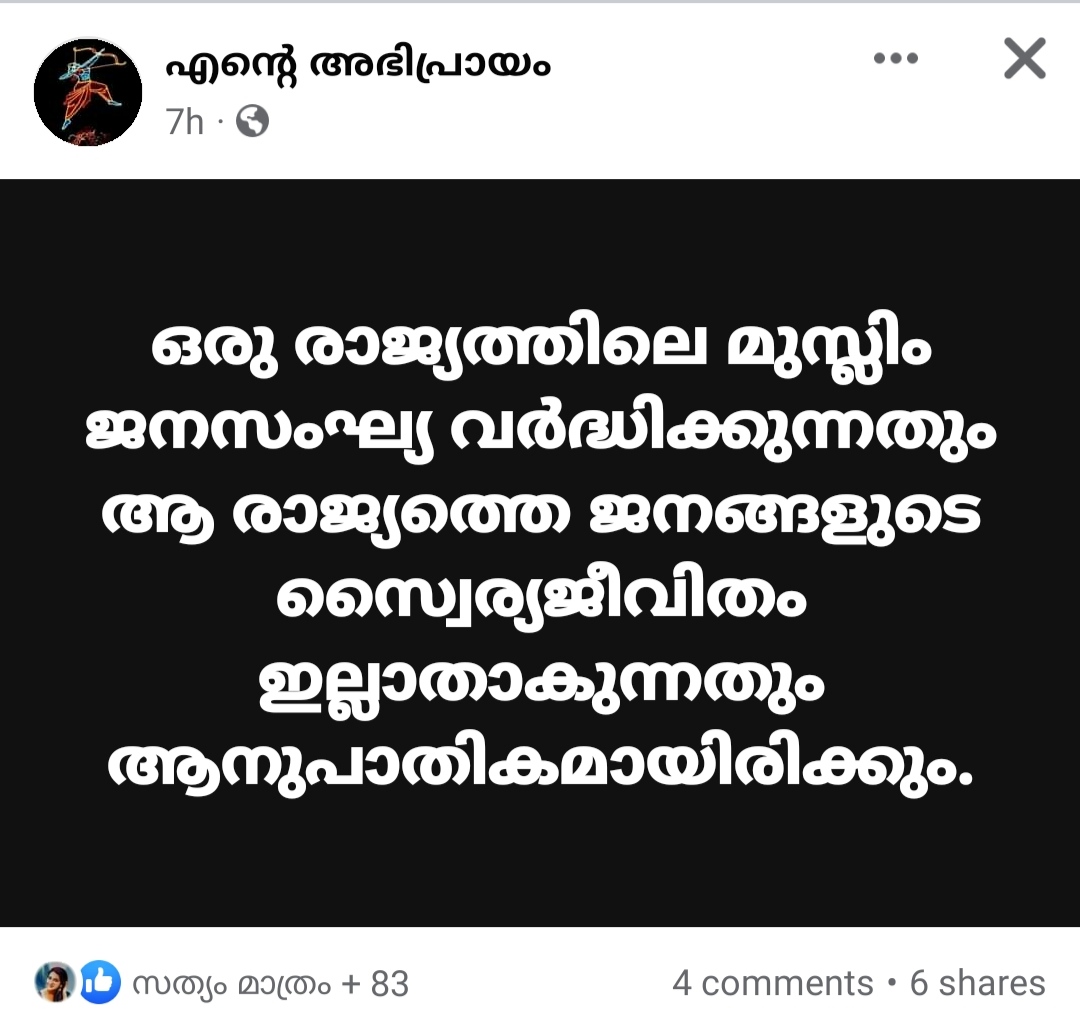 എന്റെ അഭിപ്രായം
7h ·
ഒരു രാജ്യത്തിലെ മുസ്ലിം
ജനസംഘ്യ വർദ്ധിക്കുന്നതും
ആ രാജ്യത്തെ ജനങ്ങളുടെ
സ്വൈര്യജീവിതം
ഇല്ലാതാകുന്നതും
ആനുപാതികമായിരിക്കും.
സത്യം മാത്രം + 83
4 comments • 6 shares